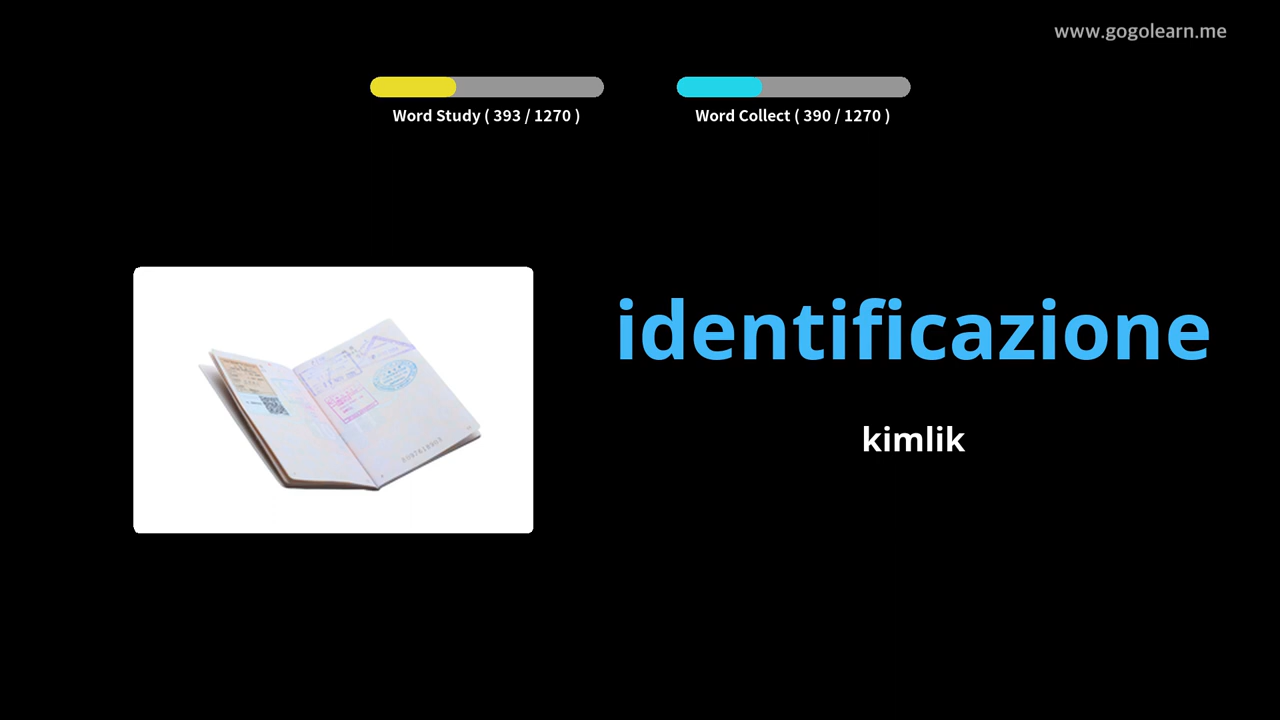 www.gogolearn.me
Word Study ( 393 / 1270 )
Word Collect ( 390 / 1270 )
identificazione
kimlik